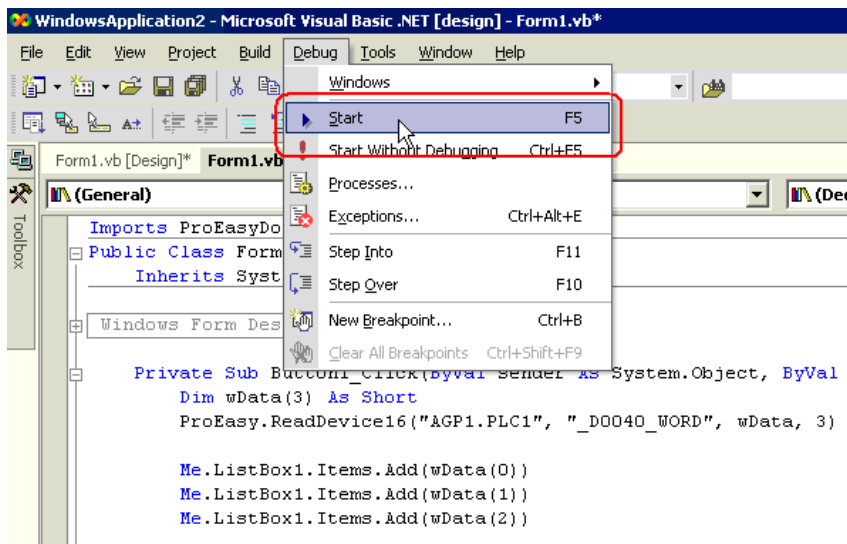 WindowsApplication2 - Microsoft Visual Basic .NET [design] - Form1.vb*
File Edit View Project Build Debug Tools Window Help
Windows
Start F5
Start Without Debugging Ctrl+F5
Form1.vb [Design]* Form1.vb
Processes...
(General) (Dec
Exceptions... Ctrl+Alt+E
Toolbox
Imports ProEasyDo
Public Class Form
Step Into F11
Inherits Syst
Step Over F10
Windows Form Des
New Breakpoint... Ctrl+B
Clear All Breakpoints Ctrl+Shift+F9
Private Sub Button1_Click(ByVal sender As System.Object, ByVal
Dim wData(3) As Short
ProEasy.ReadDevice16("AGP1.PLC1", "_D0040_WORD", wData, 3)
Me.ListBox1.Items.Add(wData(0))
Me.ListBox1.Items.Add(wData(1))
Me.ListBox1.Items.Add(wData(2))